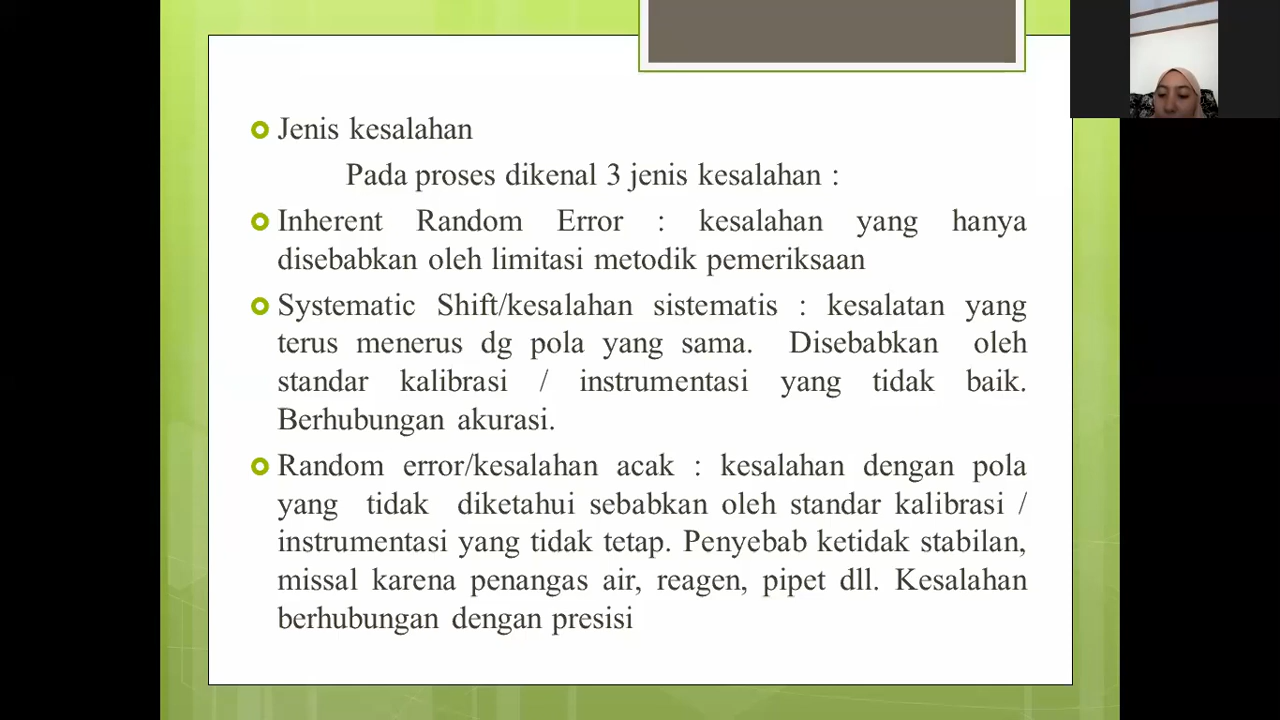 Jenis kesalahan
Pada proses dikenal 3 jenis kesalahan :
Inherent Random Error : kesalahan yang hanya
disebabkan oleh limitasi metodik pemeriksaan
Systematic Shift/kesalahan sistematis : kesalatan yang
terus menerus dg pola yang sama. Disebabkan oleh
standar kalibrasi / instrumentasi yang tidak baik.
Berhubungan akurasi.
Random error/kesalahan acak : kesalahan dengan pola
yang tidak diketahui sebabkan oleh standar kalibrasi /
instrumentasi yang tidak tetap. Penyebab ketidak stabilan,
missal karena penangas air, reagen, pipet dll. Kesalahan
berhubungan dengan presisi